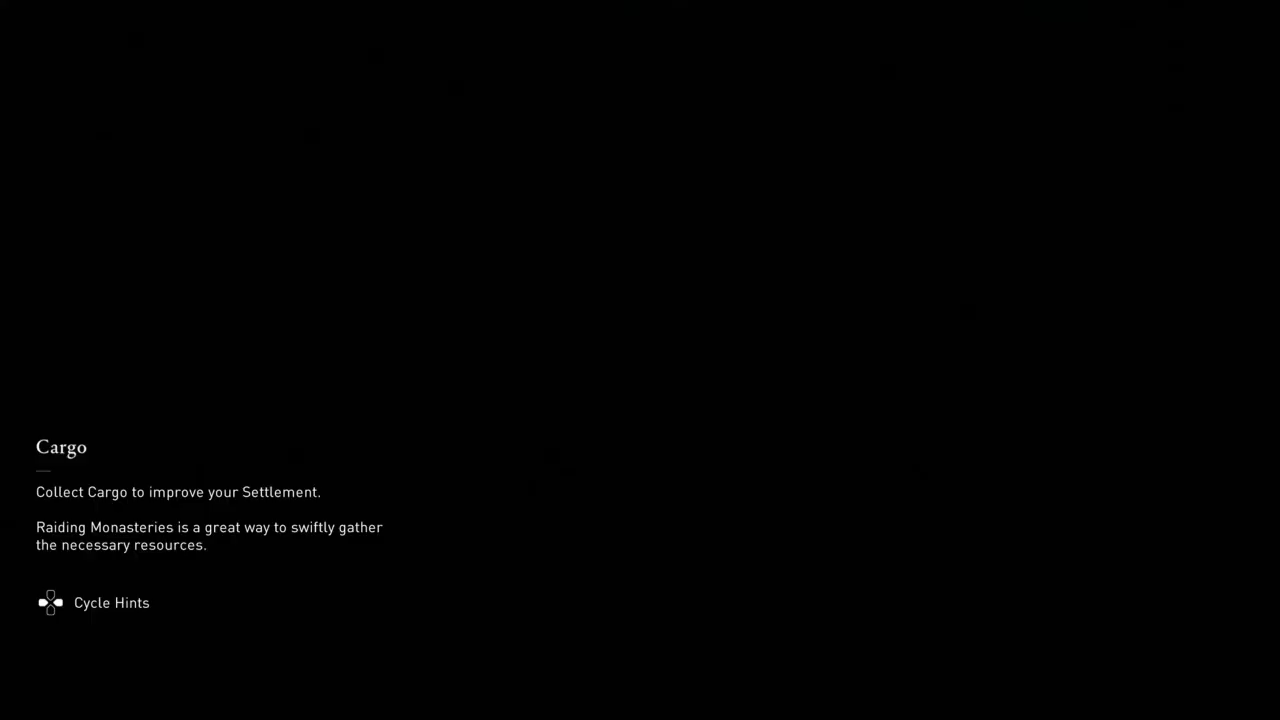 Cargo
Collect Cargo to improve your Settlement.
Raiding Monasteries is a great way to swiftly gather
the necessary resources.
Cycle Hints